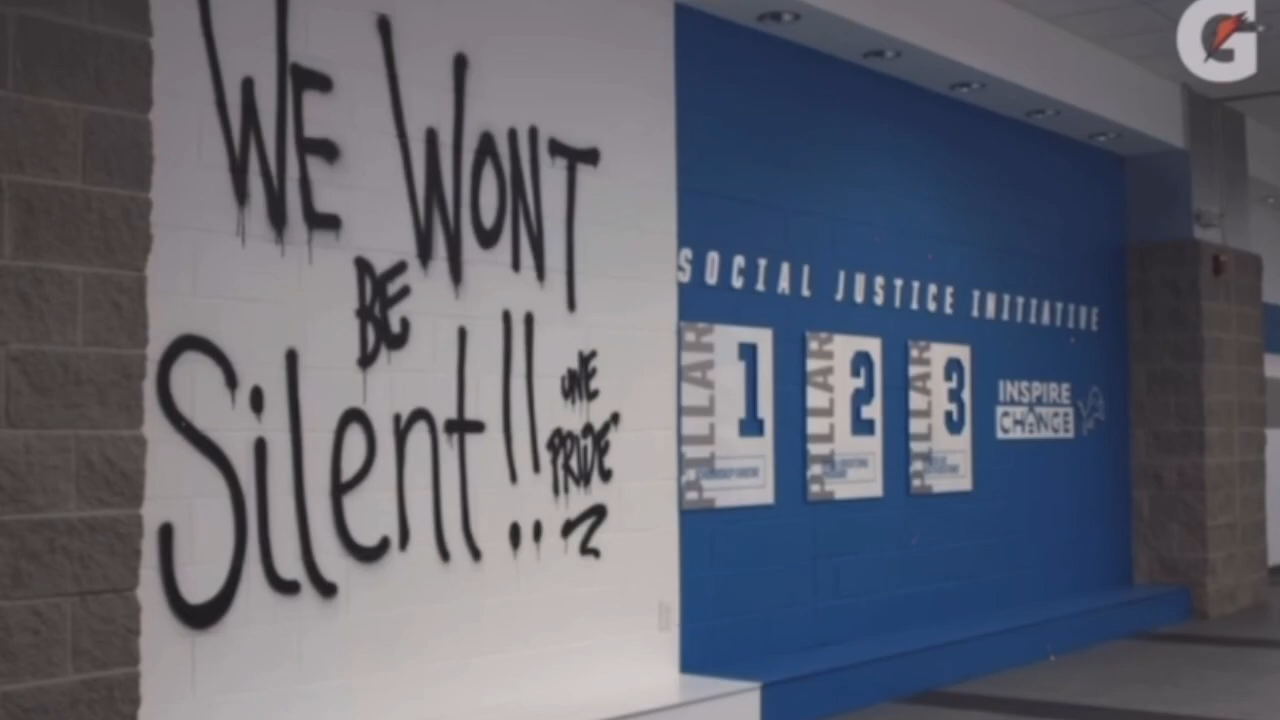 WE WONT
BE
Silent!!
ONE
PRIDE
SOCIAL JUSTICE INITIATIVE
PILLAR 1
PILLAR 2
PILLAR 3
INSPIRE
CHANGE
G